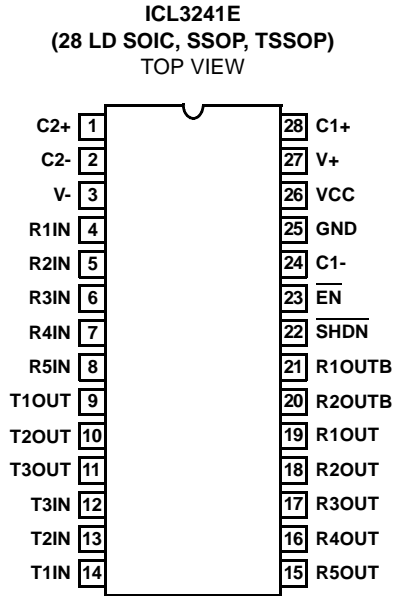 ICL3241E
(28 LD SOIC, SSOP, TSSOP)
TOP VIEW
C2+ 1 28 C1+
C2- 2 27 V+
V- 3 26 VCC
R1IN 4 25 GND
R2IN 5 24 C1-
R3IN 6 23 EN
R4IN 7 22 SHDN
R5IN 8 21 R1OUTB
T1OUT 9 20 R2OUTB
T2OUT 10 19 R1OUT
T3OUT 11 18 R2OUT
T3IN 12 17 R3OUT
T2IN 13 16 R4OUT
T1IN 14 15 R5OUT